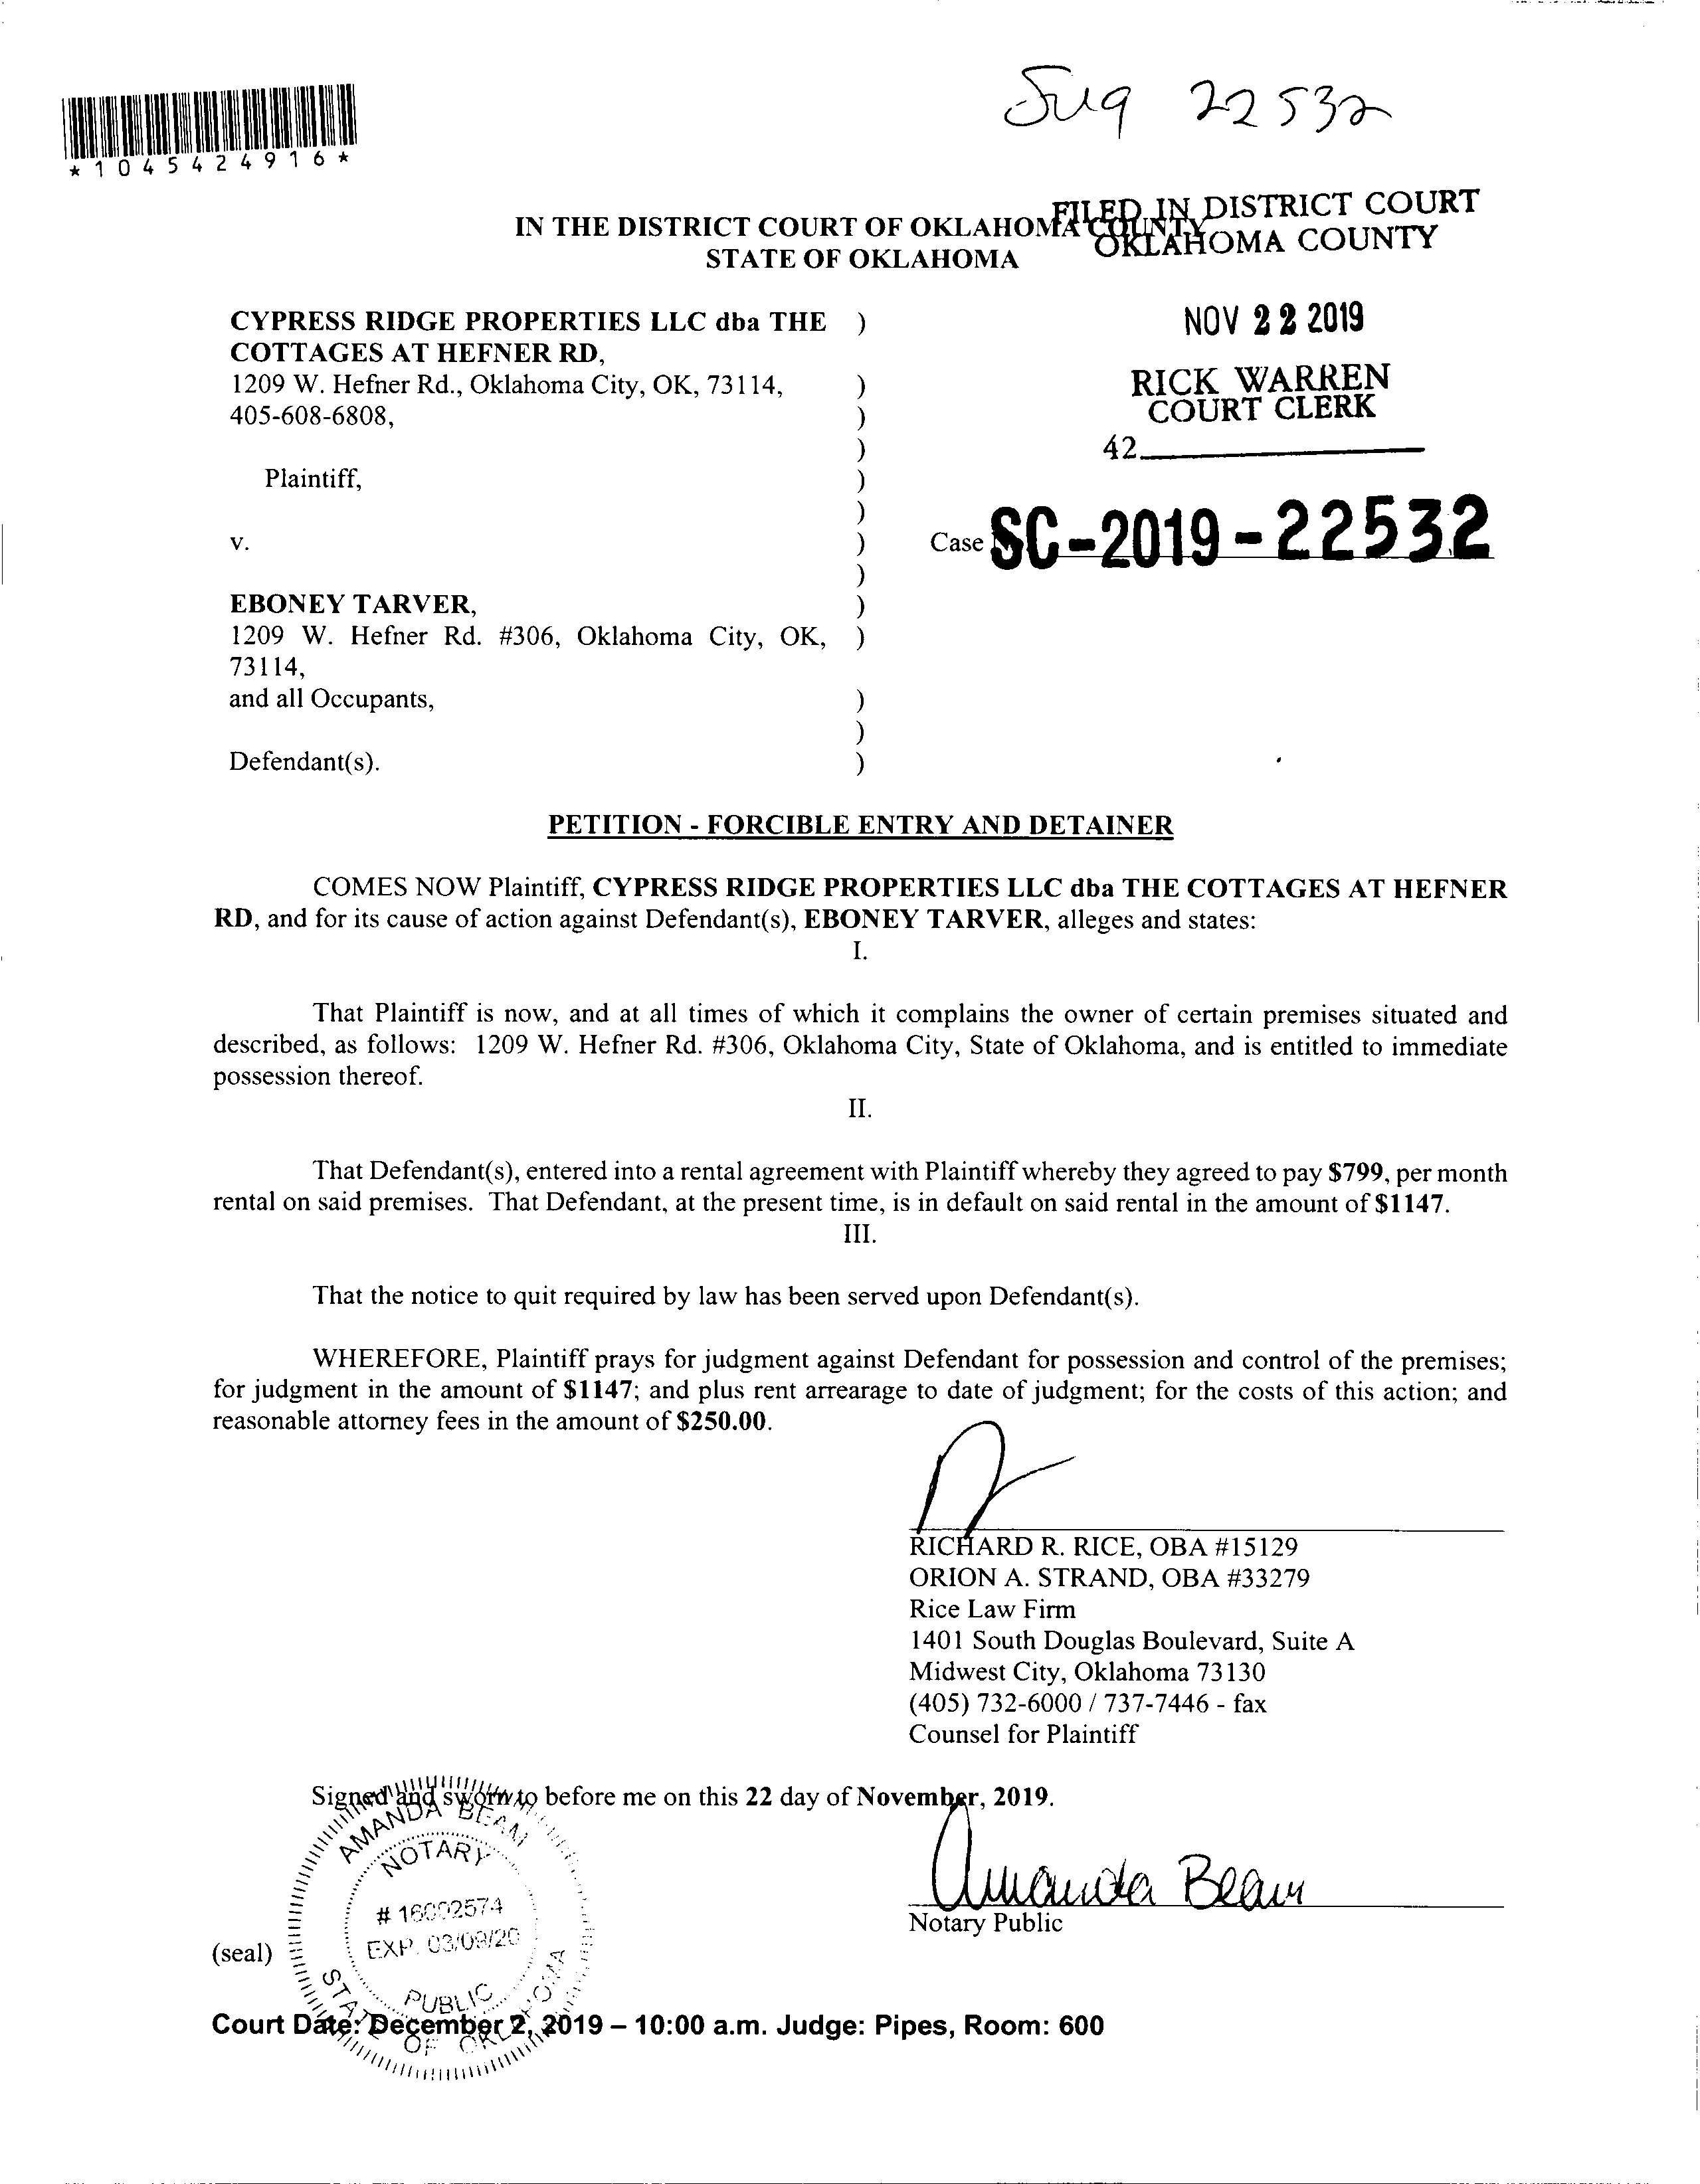 *1045424916*
22532
IN THE DISTRICT COURT OF OKLAHOMA COUNTY
STATE OF OKLAHOMA
FILED IN DISTRICT COURT
OKLAHOMA COUNTY
NOV 22 2019
RICK WARREN
COURT CLERK
42
CYPRESS RIDGE PROPERTIES LLC dba THE )
COTTAGES AT HEFNER RD,
1209 W. Hefner Rd., Oklahoma City, OK, 73114, )
405-608-6808, )
)
Plaintiff, )
)
v. ) Case SC-2019-22532
)
EBONEY TARVER, )
1209 W. Hefner Rd. #306, Oklahoma City, OK, )
73114,
and all Occupants, )
)
Defendant(s). )
PETITION - FORCIBLE ENTRY AND DETAINER
COMES NOW Plaintiff, CYPRESS RIDGE PROPERTIES LLC dba THE COTTAGES AT HEFNER
RD, and for its cause of action against Defendant(s), EBONEY TARVER, alleges and states:
I.
That Plaintiff is now, and at all times of which it complains the owner of certain premises situated and
described, as follows: 1209 W. Hefner Rd. #306, Oklahoma City, State of Oklahoma, and is entitled to immediate
possession thereof.
II.
That Defendant(s), entered into a rental agreement with Plaintiff whereby they agreed to pay $799, per month
rental on said premises. That Defendant, at the present time, is in default on said rental in the amount of $1147.
III.
That the notice to quit required by law has been served upon Defendant(s).
WHEREFORE, Plaintiff prays for judgment against Defendant for possession and control of the premises;
for judgment in the amount of $1147; and plus rent arrearage to date of judgment; for the costs of this action; and
reasonable attorney fees in the amount of $250.00.
RICHARD R. RICE, OBA #15129
ORION A. STRAND, OBA #33279
Rice Law Firm
1401 South Douglas Boulevard, Suite A
Midwest City, Oklahoma 73130
(405) 732-6000 / 737-7446 - fax
Counsel for Plaintiff
Signed and sworn to before me on this 22 day of November, 2019.
Amanda Beam
Notary Public
(seal)
AMANDA BEAM
NOTARY
# 16002574
EXP. 03/09/20
PUBLIC
STATE OF OKLAHOMA
Court Date: December 2, 2019 – 10:00 a.m. Judge: Pipes, Room: 600